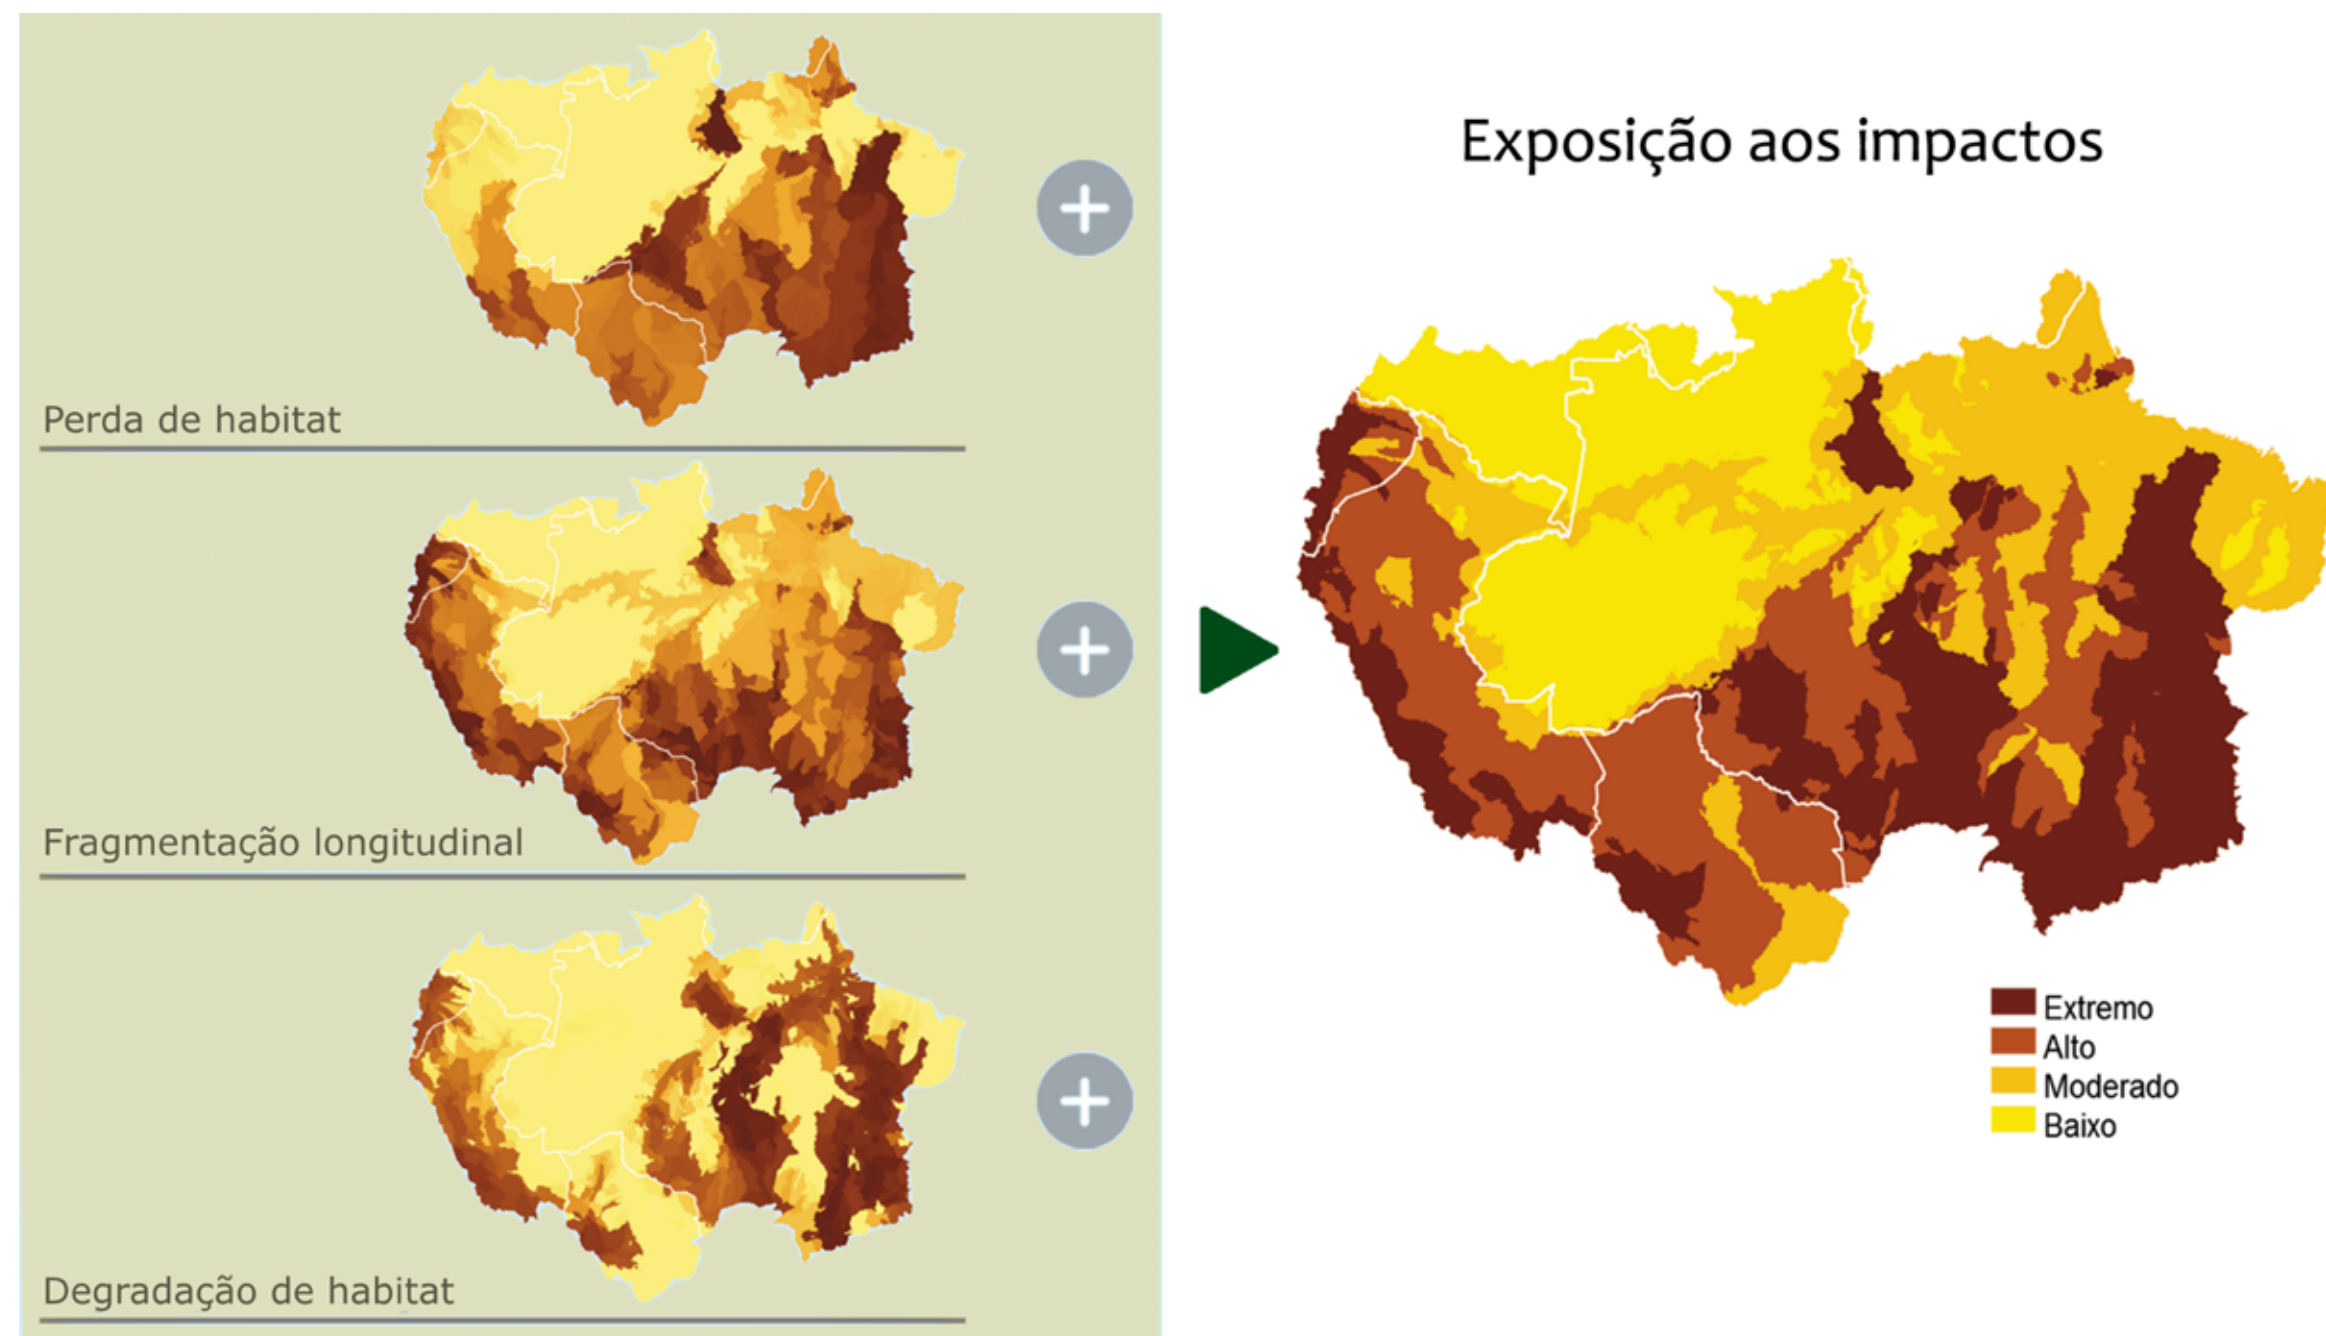 Perda de habitat
Fragmentação longitudinal
Degradação de habitat
Exposição aos impactos
Extremo
Alto
Moderado
Baixo